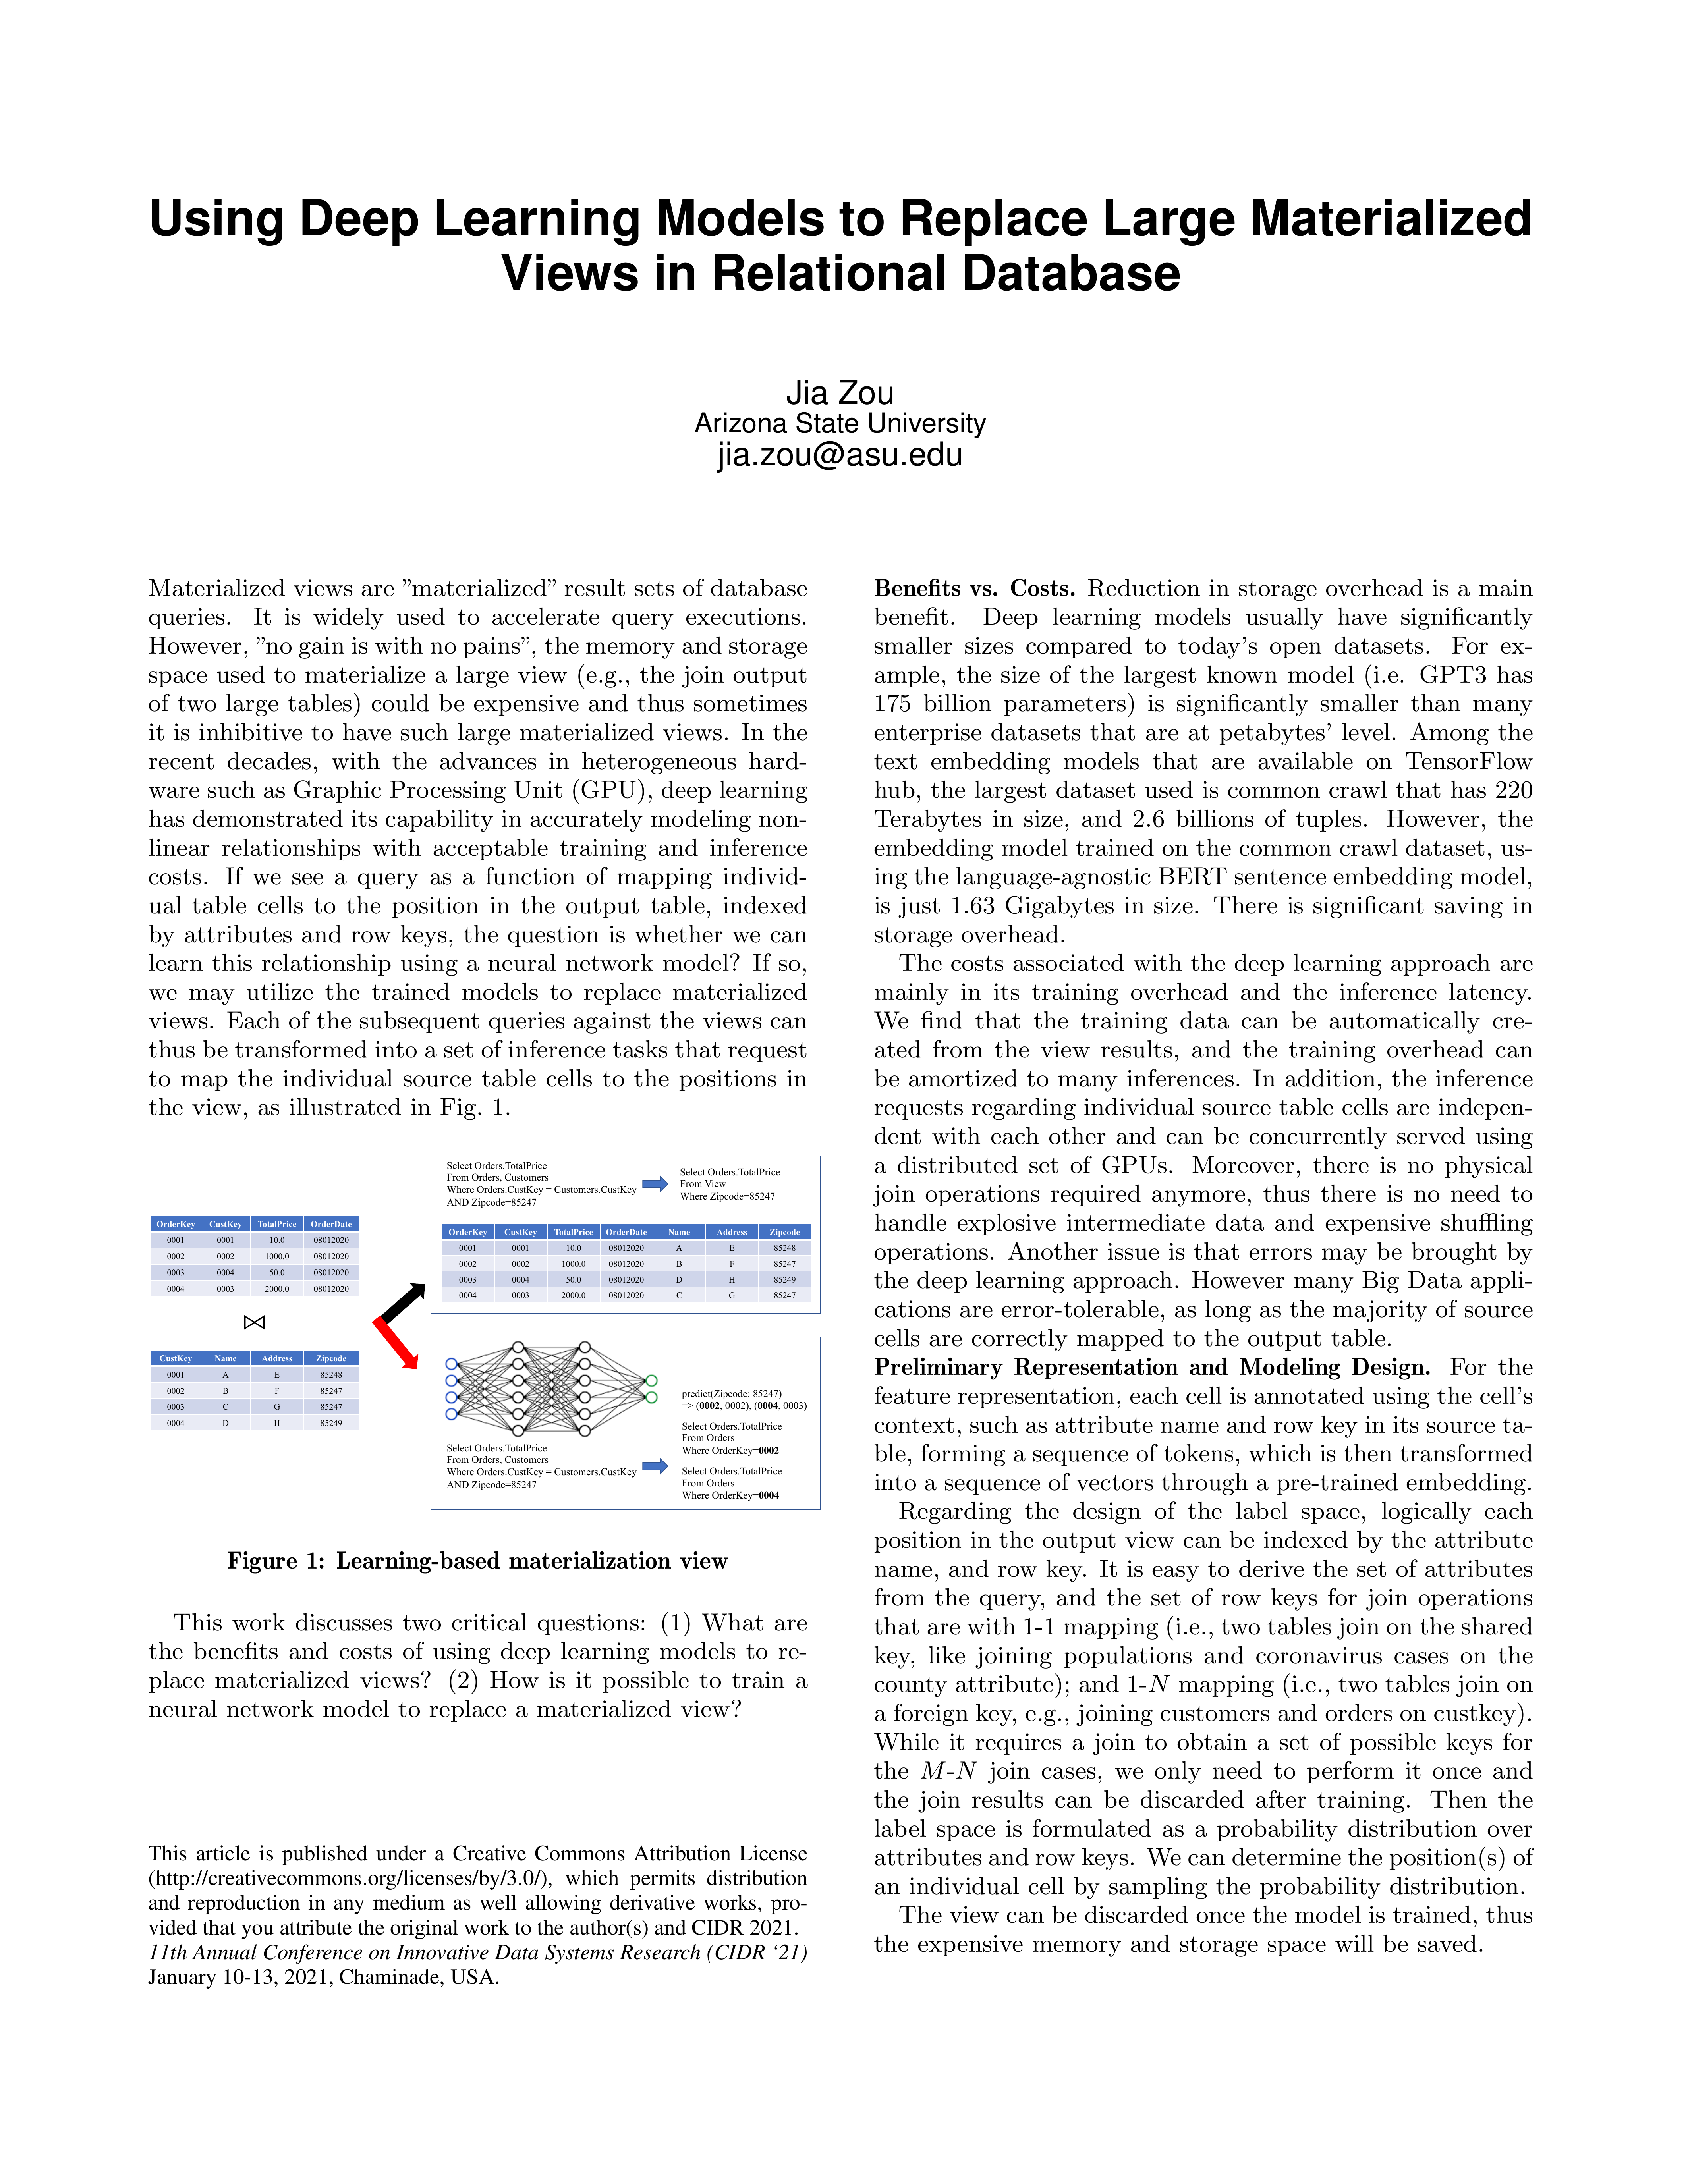 Using Deep Learning Models to Replace Large Materialized
Views in Relational Database
Jia Zou
Arizona State University
jia.zou@asu.edu
Materialized views are ”materialized” result sets of database
queries. It is widely used to accelerate query executions.
However, ”no gain is with no pains”, the memory and storage
space used to materialize a large view (e.g., the join output
of two large tables) could be expensive and thus sometimes
it is inhibitive to have such large materialized views. In the
recent decades, with the advances in heterogeneous hard-
ware such as Graphic Processing Unit (GPU), deep learning
has demonstrated its capability in accurately modeling non-
linear relationships with acceptable training and inference
costs. If we see a query as a function of mapping individ-
ual table cells to the position in the output table, indexed
by attributes and row keys, the question is whether we can
learn this relationship using a neural network model? If so,
we may utilize the trained models to replace materialized
views. Each of the subsequent queries against the views can
thus be transformed into a set of inference tasks that request
to map the individual source table cells to the positions in
the view, as illustrated in Fig. 1.
OrderKey CustKey TotalPrice OrderDate
0001 0001 10.0 08012020
0002 0002 1000.0 08012020
0003 0004 50.0 08012020
0004 0003 2000.0 08012020
⋈
CustKey Name Address Zipcode
0001 A E 85248
0002 B F 85247
0003 C G 85247
0004 D H 85249
Select Orders.TotalPrice
From Orders, Customers
Where Orders.CustKey = Customers.CustKey
AND Zipcode=85247
Select Orders.TotalPrice
From View
Where Zipcode=85247
OrderKey CustKey TotalPrice OrderDate Name Address Zipcode
0001 0001 10.0 08012020 A E 85248
0002 0002 1000.0 08012020 B F 85247
0003 0004 50.0 08012020 D H 85249
0004 0003 2000.0 08012020 C G 85247
predict(Zipcode: 85247)
=> (0002, 0002), (0004, 0003)
Select Orders.TotalPrice
From Orders, Customers
Where Orders.CustKey = Customers.CustKey
AND Zipcode=85247
Select Orders.TotalPrice
From Orders
Where OrderKey=0002
Select Orders.TotalPrice
From Orders
Where OrderKey=0004
Figure 1: Learning-based materialization view
This work discusses two critical questions: (1) What are
the benefits and costs of using deep learning models to re-
place materialized views? (2) How is it possible to train a
neural network model to replace a materialized view?
This article is published under a Creative Commons Attribution License
(http://creativecommons.org/licenses/by/3.0/), which permits distribution
and reproduction in any medium as well allowing derivative works, pro-
vided that you attribute the original work to the author(s) and CIDR 2021.
11th Annual Conference on Innovative Data Systems Research (CIDR ‘21)
January 10-13, 2021, Chaminade, USA.
Benefits vs. Costs. Reduction in storage overhead is a main
benefit. Deep learning models usually have significantly
smaller sizes compared to today’s open datasets. For ex-
ample, the size of the largest known model (i.e. GPT3 has
175 billion parameters) is significantly smaller than many
enterprise datasets that are at petabytes’ level. Among the
text embedding models that are available on TensorFlow
hub, the largest dataset used is common crawl that has 220
Terabytes in size, and 2.6 billions of tuples. However, the
embedding model trained on the common crawl dataset, us-
ing the language-agnostic BERT sentence embedding model,
is just 1.63 Gigabytes in size. There is significant saving in
storage overhead.
The costs associated with the deep learning approach are
mainly in its training overhead and the inference latency.
We find that the training data can be automatically cre-
ated from the view results, and the training overhead can
be amortized to many inferences. In addition, the inference
requests regarding individual source table cells are indepen-
dent with each other and can be concurrently served using
a distributed set of GPUs. Moreover, there is no physical
join operations required anymore, thus there is no need to
handle explosive intermediate data and expensive shuffling
operations. Another issue is that errors may be brought by
the deep learning approach. However many Big Data appli-
cations are error-tolerable, as long as the majority of source
cells are correctly mapped to the output table.
Preliminary Representation and Modeling Design. For the
feature representation, each cell is annotated using the cell’s
context, such as attribute name and row key in its source ta-
ble, forming a sequence of tokens, which is then transformed
into a sequence of vectors through a pre-trained embedding.
Regarding the design of the label space, logically each
position in the output view can be indexed by the attribute
name, and row key. It is easy to derive the set of attributes
from the query, and the set of row keys for join operations
that are with 1-1 mapping (i.e., two tables join on the shared
key, like joining populations and coronavirus cases on the
county attribute); and 1-N mapping (i.e., two tables join on
a foreign key, e.g., joining customers and orders on custkey).
While it requires a join to obtain a set of possible keys for
the M-N join cases, we only need to perform it once and
the join results can be discarded after training. Then the
label space is formulated as a probability distribution over
attributes and row keys. We can determine the position(s) of
an individual cell by sampling the probability distribution.
The view can be discarded once the model is trained, thus
the expensive memory and storage space will be saved.